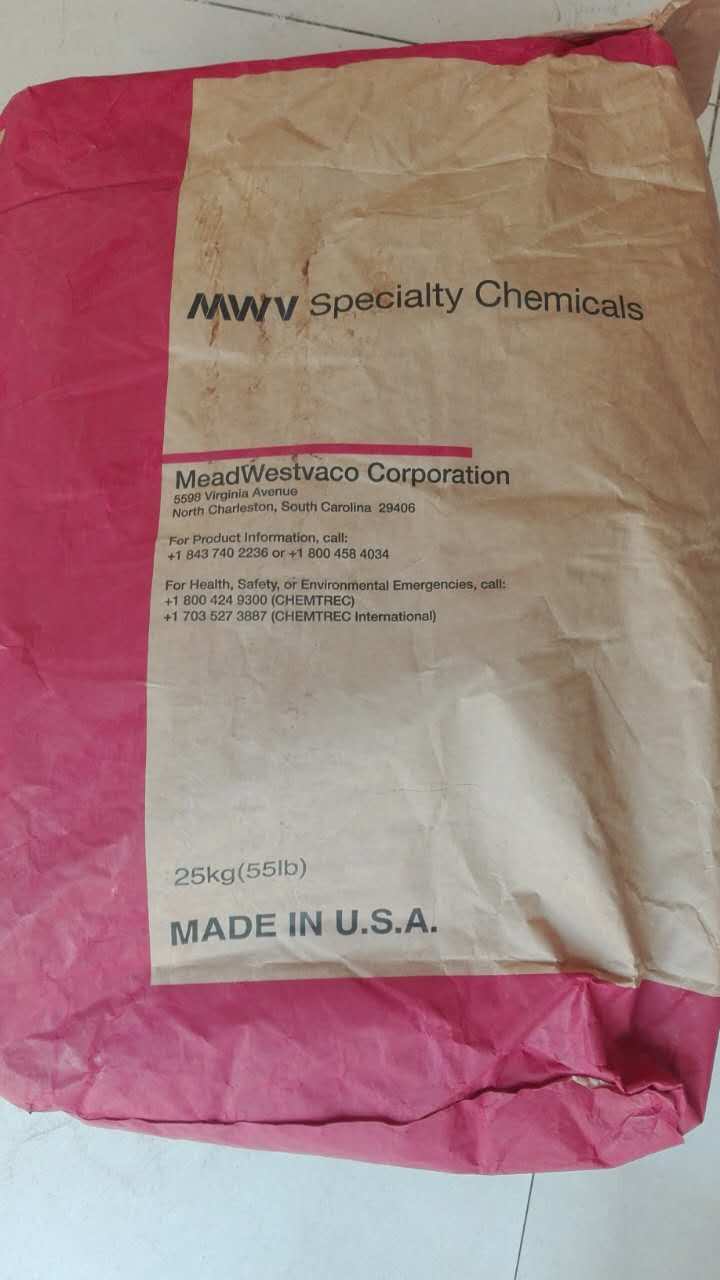 MWV Specialty Chemicals
MeadWestvaco Corporation
5598 Virginia Avenue
North Charleston, South Carolina 29406
For Product Information, call:
+1 843 740 2236 or +1 800 458 4034
For Health, Safety, or Environmental Emergencies, call:
+1 800 424 9300 (CHEMTREC)
+1 703 527 3887 (CHEMTREC International)
25kg(55lb)
MADE IN U.S.A.